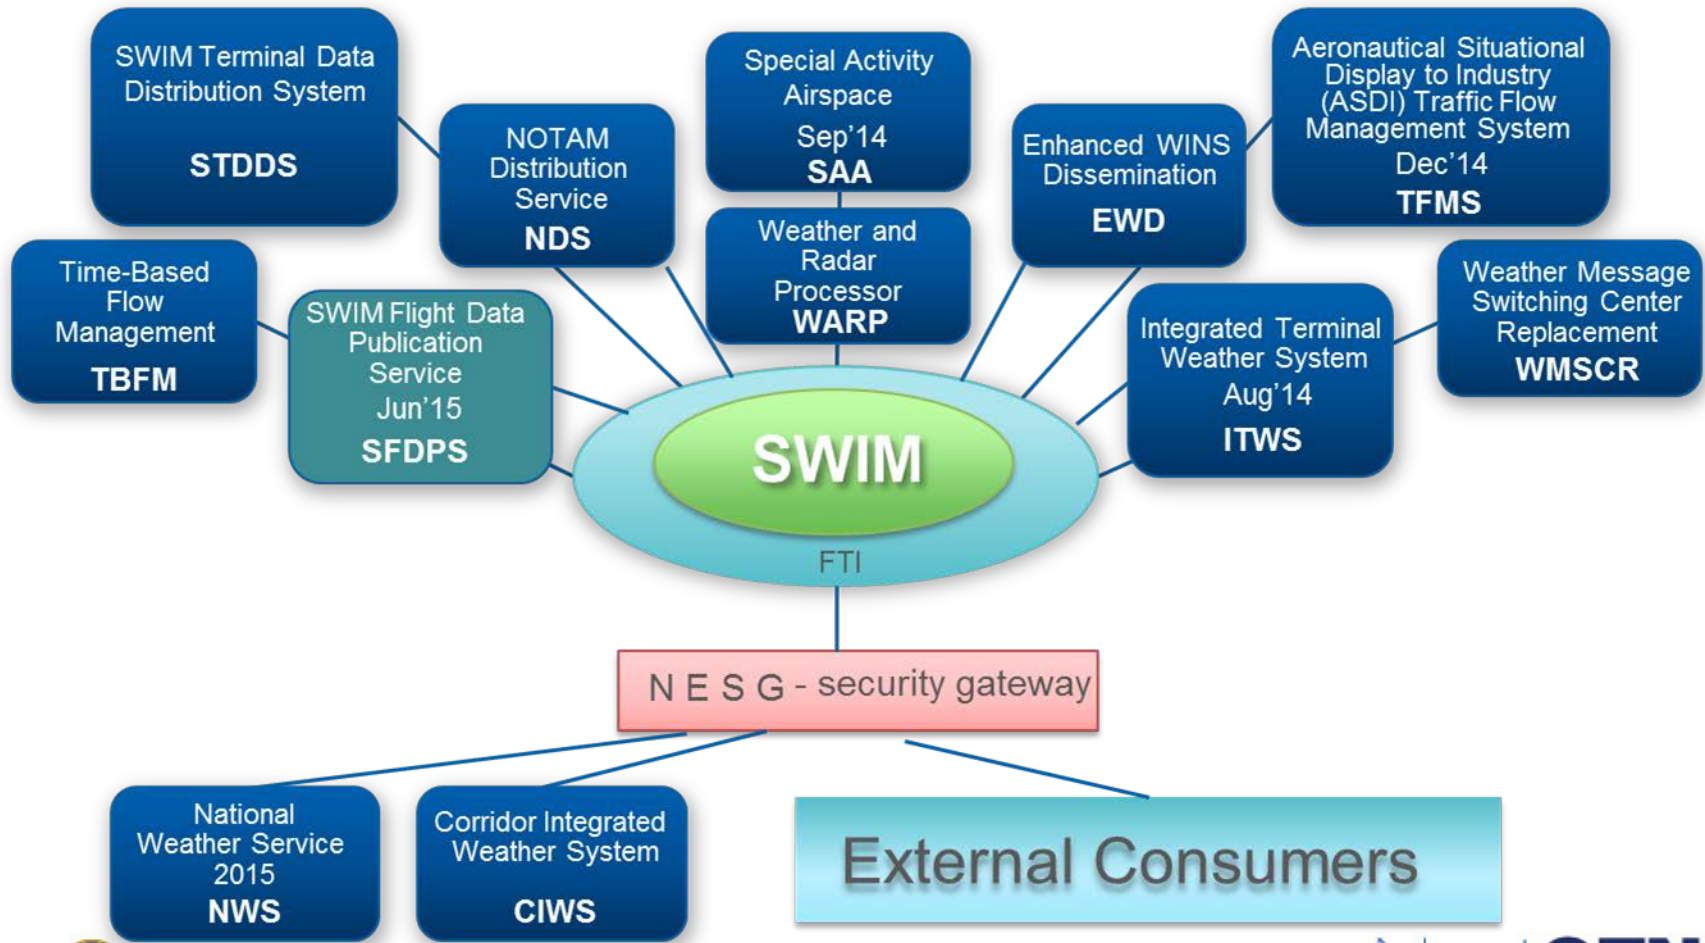 SWIM Terminal Data
Distribution System
STDDS
NOTAM
Distribution
Service
NDS
Special Activity
Airspace
Sep'14
SAA
Weather and
Radar
Processor
WARP
Enhanced WINS
Dissemination
EWD
Aeronautical Situational
Display to Industry
(ASDI) Traffic Flow
Management System
Dec'14
TFMS
Time-Based
Flow
Management
TBFM
SWIM Flight Data
Publication
Service
Jun'15
SFDPS
Integrated Terminal
Weather System
Aug'14
ITWS
Weather Message
Switching Center
Replacement
WMSCR
SWIM
FTI
N E S G - security gateway
National
Weather Service
2015
NWS
Corridor Integrated
Weather System
CIWS
External Consumers